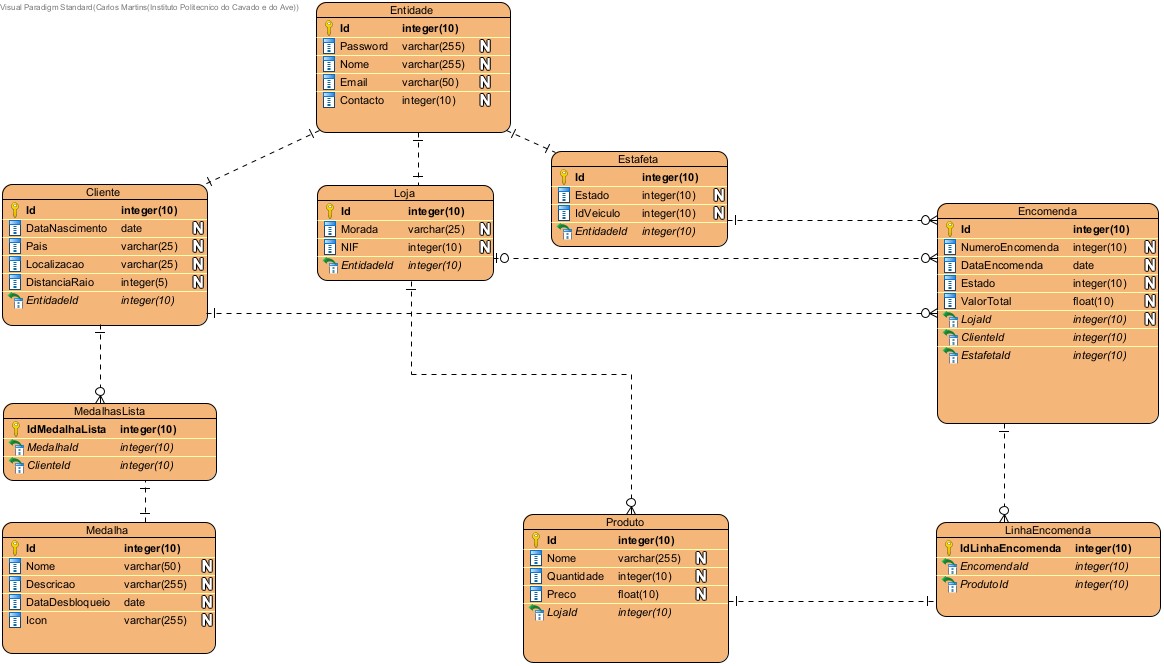 Visual Paradigm Standard(Carlos Martins(Instituto Politecnico do Cavado e do Ave))
Entidade
Id integer(10)
Password varchar(255) N
Nome varchar(255) N
Email varchar(50) N
Contacto integer(10) N
Estafeta
Id integer(10)
Estado integer(10) N
IdVeiculo integer(10) N
EntidadeId integer(10)
Cliente
Id integer(10)
DataNascimento date N
Pais varchar(25) N
Localizacao varchar(25) N
DistanciaRaio integer(5) N
EntidadeId integer(10)
Loja
Id integer(10)
Morada varchar(25) N
NIF integer(10) N
EntidadeId integer(10)
Encomenda
Id integer(10)
NumeroEncomenda integer(10) N
DataEncomenda date N
Estado integer(10) N
ValorTotal float(10) N
LojaId integer(10) N
ClienteId integer(10)
EstafetaId integer(10)
MedalhasLista
IdMedalhaLista integer(10)
MedalhaId integer(10)
ClienteId integer(10)
Medalha
Id integer(10)
Nome varchar(50) N
Descricao varchar(255) N
DataDesbloqueio date N
Icon varchar(255) N
Produto
Id integer(10)
Nome varchar(255) N
Quantidade integer(10) N
Preco float(10) N
LojaId integer(10)
LinhaEncomenda
IdLinhaEncomenda integer(10)
EncomendaId integer(10)
ProdutoId integer(10)